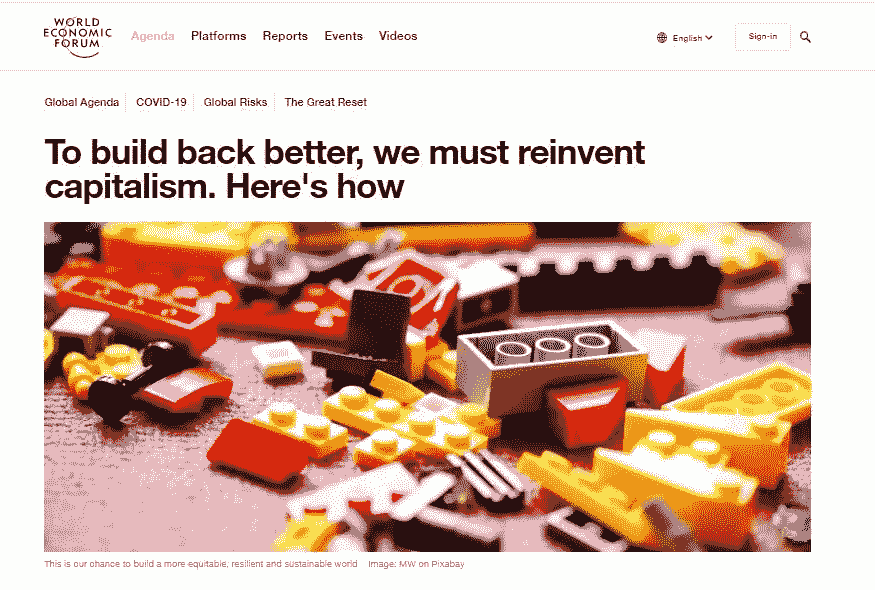 WORLD
ECONOMIC
FORUM
Agenda Platforms Reports Events Videos
English
Sign-in
Global Agenda COVID-19 Global Risks The Great Reset
To build back better, we must reinvent
capitalism. Here's how
This is our chance to build a more equitable, resilient and sustainable world Image: MW on Pixabay